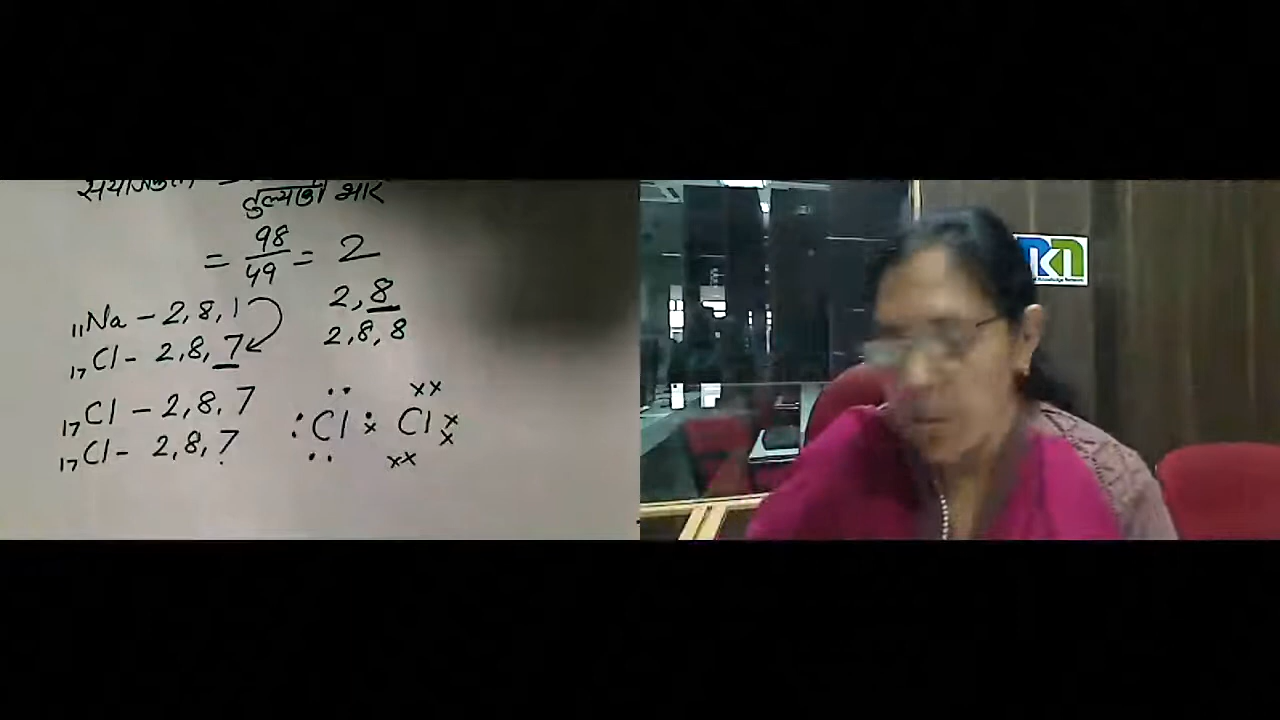 तुल्यता भार
= 98/49 = 2
₁₁Na - 2,8,1 2,8
₁₇Cl - 2,8,7 2,8,8
₁₇Cl - 2,8,7 Cl Cl
₁₇Cl - 2,8,7